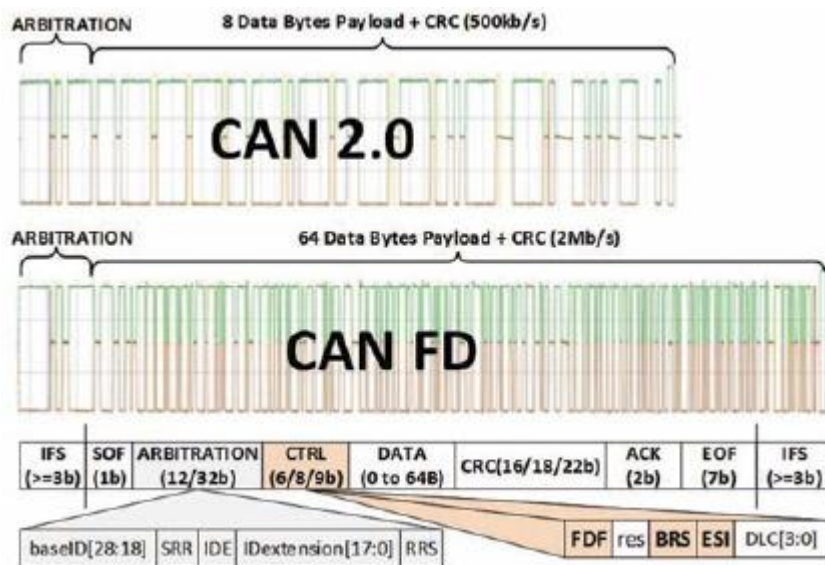 ARBITRATION 8 Data Bytes Payload + CRC (500kb/s)
CAN 2.0
ARBITRATION 64 Data Bytes Payload + CRC (2Mb/s)
CAN FD
IFS SOF ARBITRATION CTRL DATA CRC(16/18/22b) ACK EOF IFS
(>=3b) (1b) (12/32b) (6/8/9b) (0 to 64B) (2b) (7b) (>=3b)
baseID[28:18] SRR IDE IDextension[17:0] RRS FDF res BRS ESI DLC[3:0]